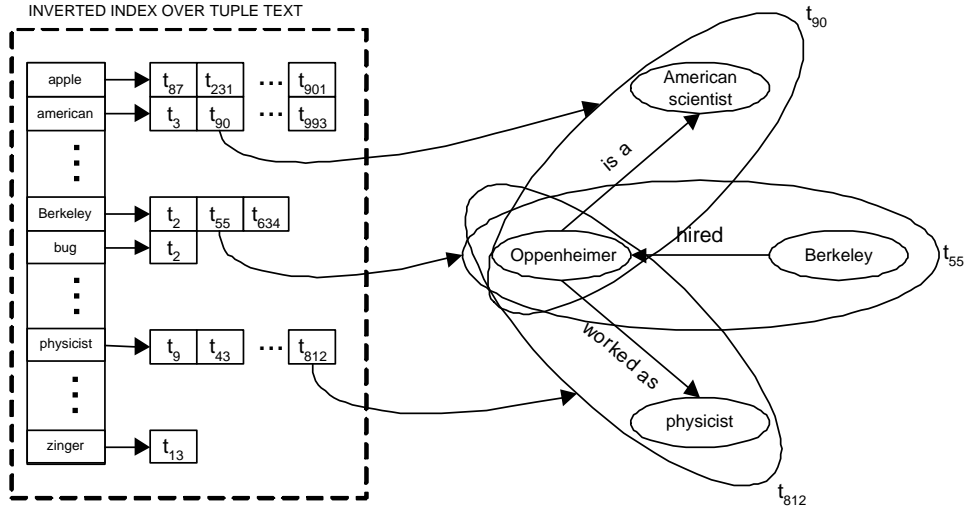 INVERTED INDEX OVER TUPLE TEXT
apple t87 t231 ... t901
american t3 t90 ... t993
Berkeley t2 t55 t634
bug t2
physicist t9 t43 ... t812
zinger t13
t90
American
scientist
is a
Oppenheimer
hired
Berkeley
t55
worked as
physicist
t812